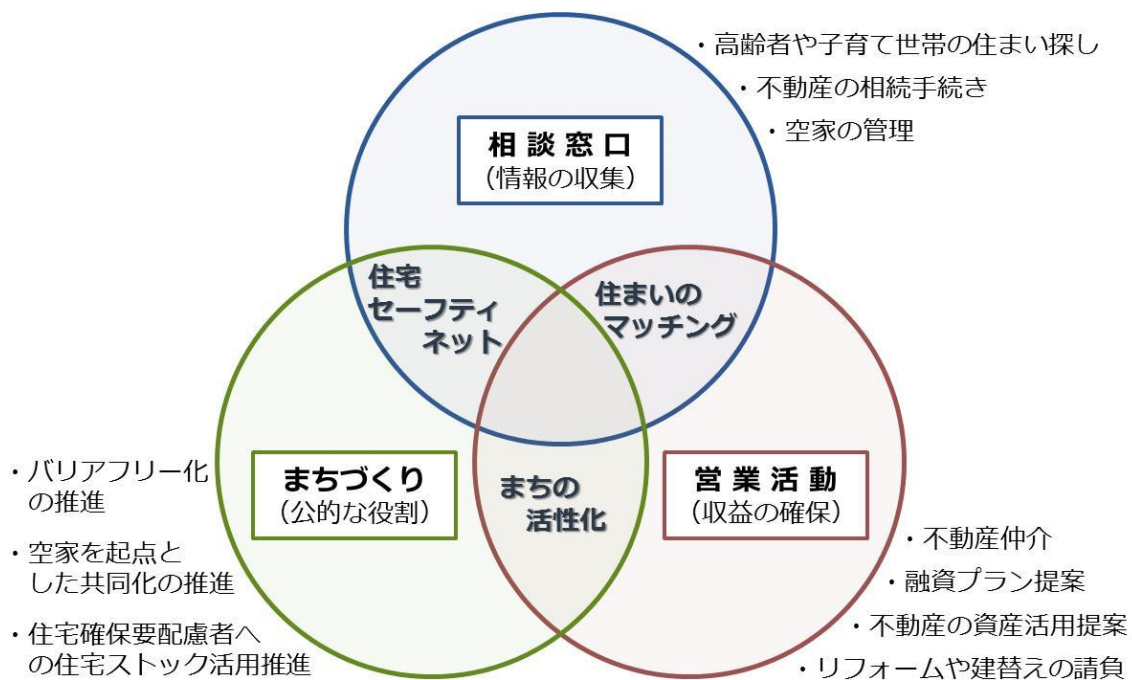 ・高齢者や子育て世帯の住まい探し
・不動産の相続手続き
・空家の管理
相談窓口
（情報の収集）
住宅
セーフティ
ネット
住まいの
マッチング
・バリアフリー化
の推進
・空家を起点と
した共同化の推進
・住宅確保要配慮者へ
の住宅ストック活用推進
まちづくり
（公的な役割）
まちの
活性化
営業活動
（収益の確保）
・不動産仲介
・融資プラン提案
・不動産の資産活用提案
・リフォームや建替えの請負